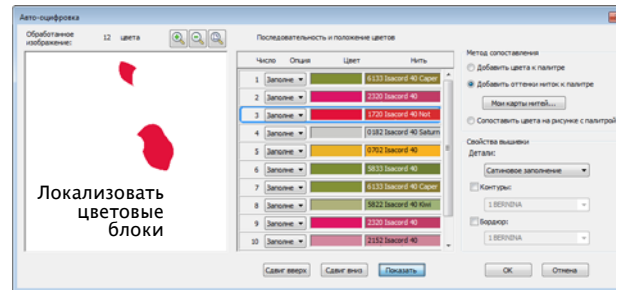 Авто-оцифровка
Обработанное изображение:
12 цвета
Последовательность и положение цветов
Число Опция Цвет Нить
1 Заполне 6133 Isacord 40 Caper
2 Заполне 2320 Isacord 40
3 Заполне 1720 Isacord 40 Not
4 Заполне 0182 Isacord 40 Saturn
5 Заполне 0702 Isacord 40
6 Заполне 5833 Isacord 40
7 Заполне 6133 Isacord 40 Caper
8 Заполне 5822 Isacord 40 Kiwi
9 Заполне 2320 Isacord 40
10 Заполне 2152 Isacord 40
Сдвиг вверх Сдвиг вниз Показать
Локализовать
цветовые
блоки
Метод сопоставления
Добавить цвета к палитре
Добавить оттенки ниток к палитре
Мои карты нитей...
Сопоставить цвета на рисунке с палитрой
Свойства вышивки
Детали:
Сатиновое заполнение
Контуры:
1 BERNINA
Бордюр:
1 BERNINA
OK Отмена